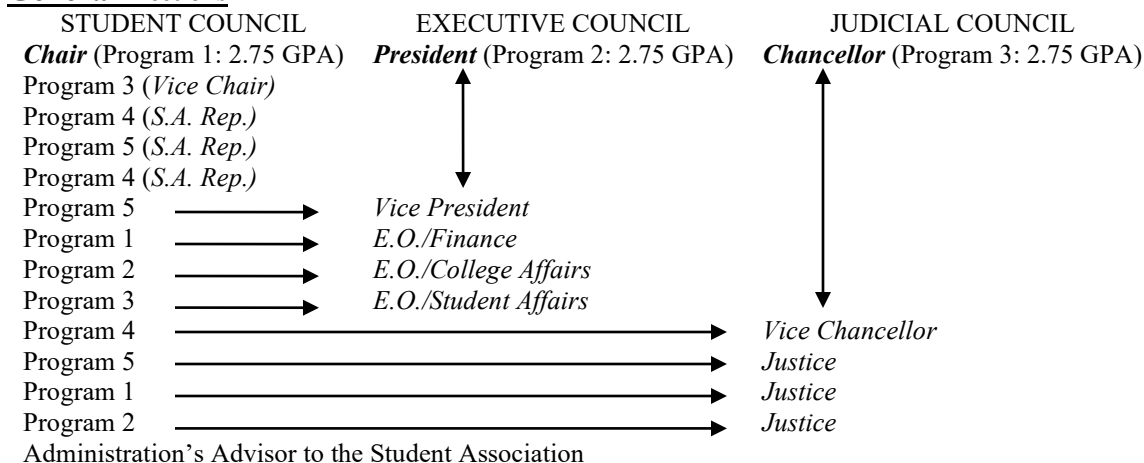 STUDENT COUNCIL EXECUTIVE COUNCIL JUDICIAL COUNCIL
Chair (Program 1: 2.75 GPA) President (Program 2: 2.75 GPA) Chancellor (Program 3: 2.75 GPA)
Program 3 (Vice Chair)
Program 4 (S.A. Rep.)
Program 5 (S.A. Rep.)
Program 4 (S.A. Rep.)
Program 5 Vice President
Program 1 E.O./Finance
Program 2 E.O./College Affairs
Program 3 E.O./Student Affairs
Program 4 Vice Chancellor
Program 5 Justice
Program 1 Justice
Program 2 Justice
Administration's Advisor to the Student Association